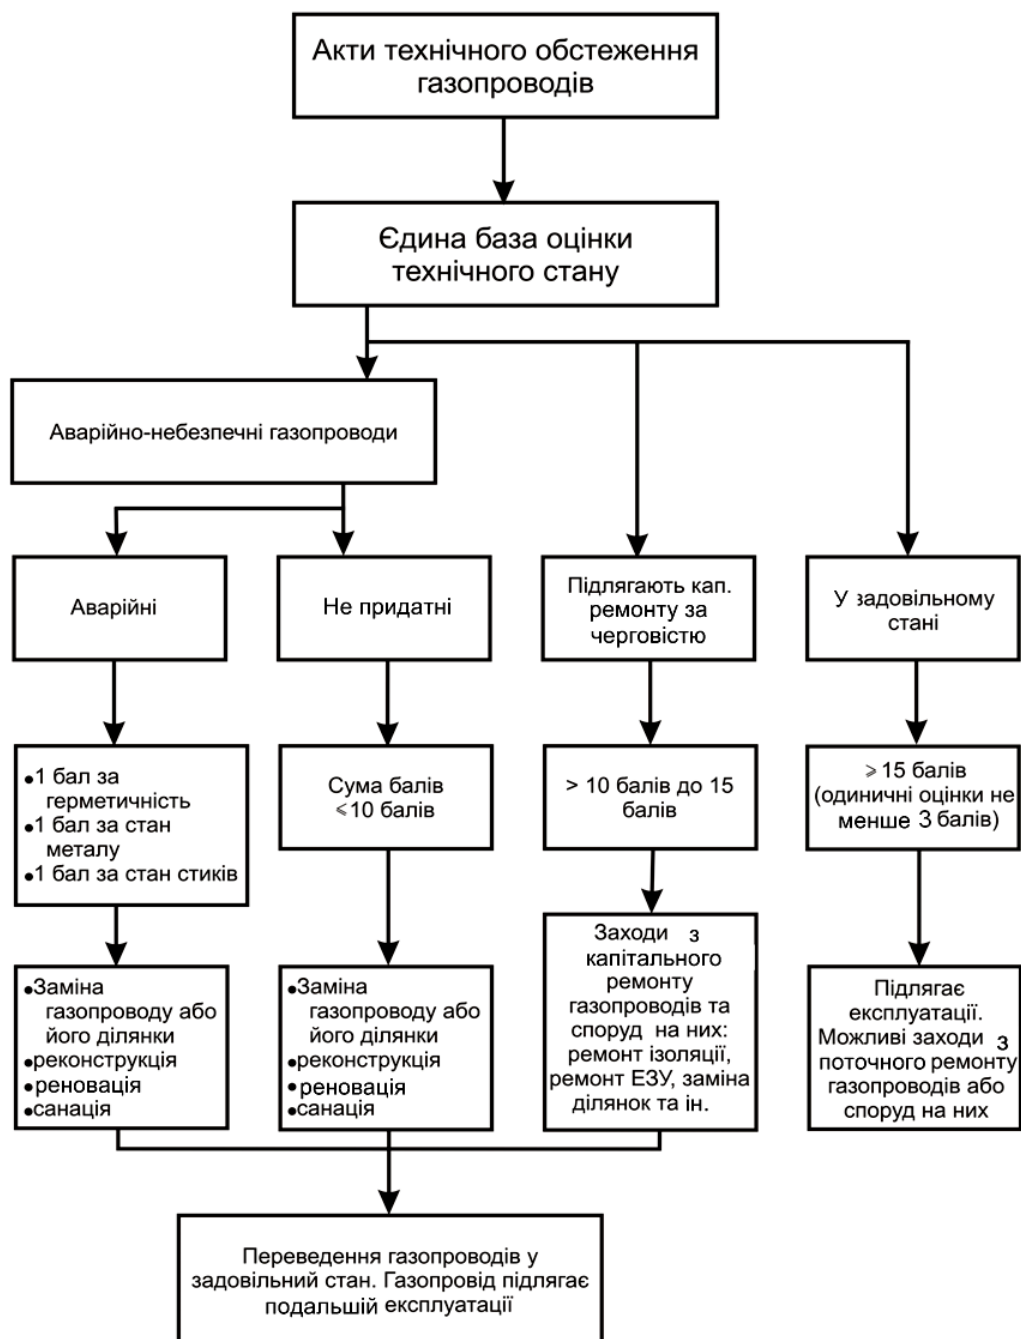 Акти технічного обстеження
газопроводів
Єдина база оцінки
технічного стану
Аварійно-небезпечні газопроводи
Аварійні
Не придатні
Підлягають кап.
ремонту за
черговістю
У задовільному
стані
●1 бал за
герметичність
●1 бал за стан
металу
●1 бал за стан стиків
Сума балів
⩽10 балів
> 10 балів до 15
балів
⩾ 15 балів
(одиничні оцінки не
менше 3 балів)
●Заміна
газопроводу або
його ділянки
●реконструкція
●реновація
●санація
●Заміна
газопроводу або
його ділянки
●реконструкція
●реновація
●санація
Заходи з
капітального
ремонту
газопроводів та
споруд на них:
ремонт ізоляції,
ремонт ЕЗУ, заміна
ділянок та ін.
Підлягає
експлуатації.
Можливі заходи з
поточного ремонту
газопроводів або
споруд на них
Переведення газопроводів у
задовільний стан. Газопровід підлягає
подальшій експлуатації